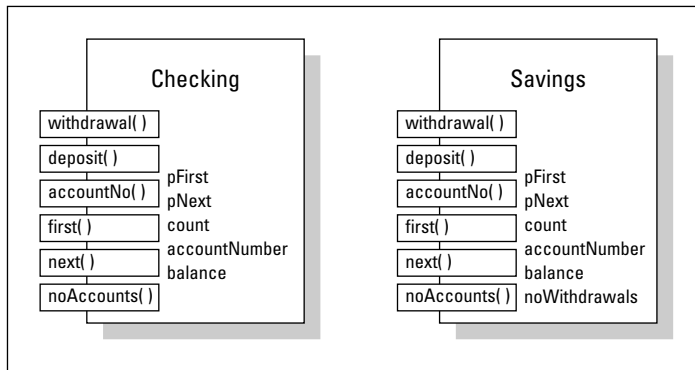 Checking
withdrawal( )
deposit( )
accountNo( )
first( )
next( )
noAccounts( )
pFirst
pNext
count
accountNumber
balance
Savings
withdrawal( )
deposit( )
accountNo( )
first( )
next( )
noAccounts( )
pFirst
pNext
count
accountNumber
balance
noWithdrawals